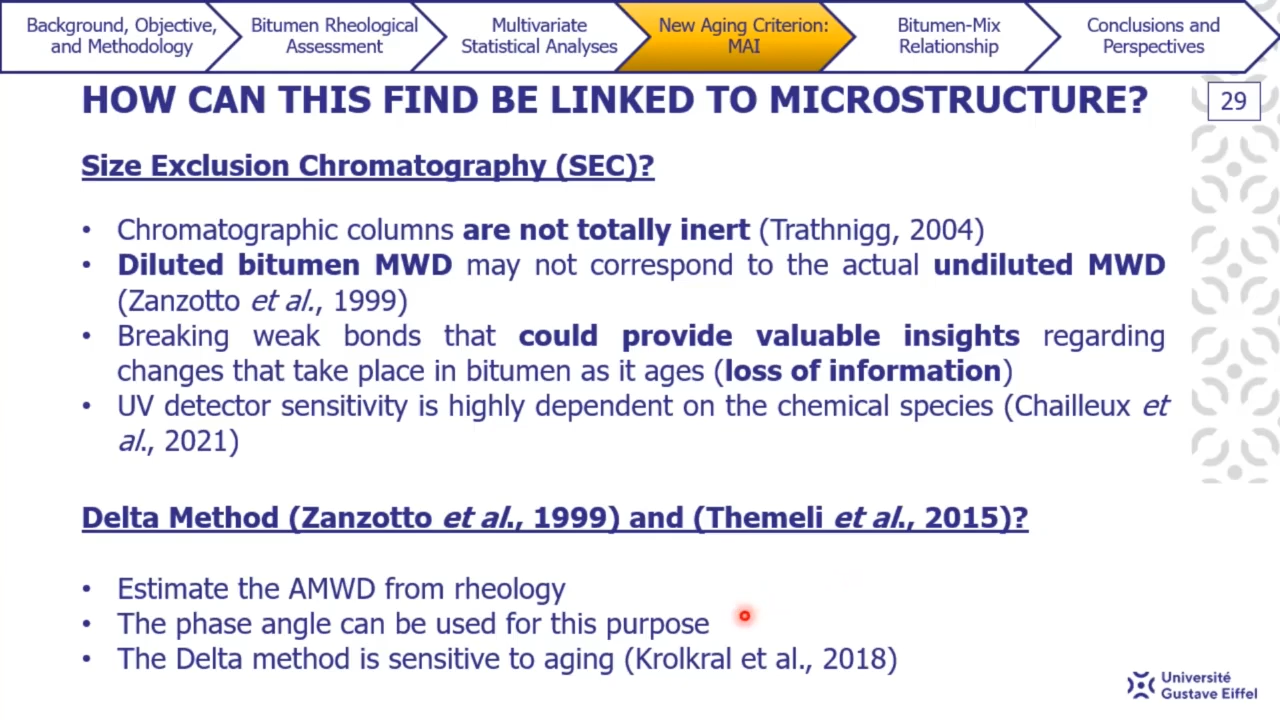 Background, Objective,
and Methodology
Bitumen Rheological
Assessment
Multivariate
Statistical Analyses
New Aging Criterion:
MAI
Bitumen-Mix
Relationship
Conclusions and
Perspectives
HOW CAN THIS FIND BE LINKED TO MICROSTRUCTURE?
29
Size Exclusion Chromatography (SEC)?
• Chromatographic columns are not totally inert (Trathnigg, 2004)
• Diluted bitumen MWD may not correspond to the actual undiluted MWD
(Zanzotto et al., 1999)
• Breaking weak bonds that could provide valuable insights regarding
changes that take place in bitumen as it ages (loss of information)
• UV detector sensitivity is highly dependent on the chemical species (Chailleux et
al., 2021)
Delta Method (Zanzotto et al., 1999) and (Themeli et al., 2015)?
• Estimate the AMWD from rheology
• The phase angle can be used for this purpose
• The Delta method is sensitive to aging (Krolkral et al., 2018)
Université
Gustave Eiffel